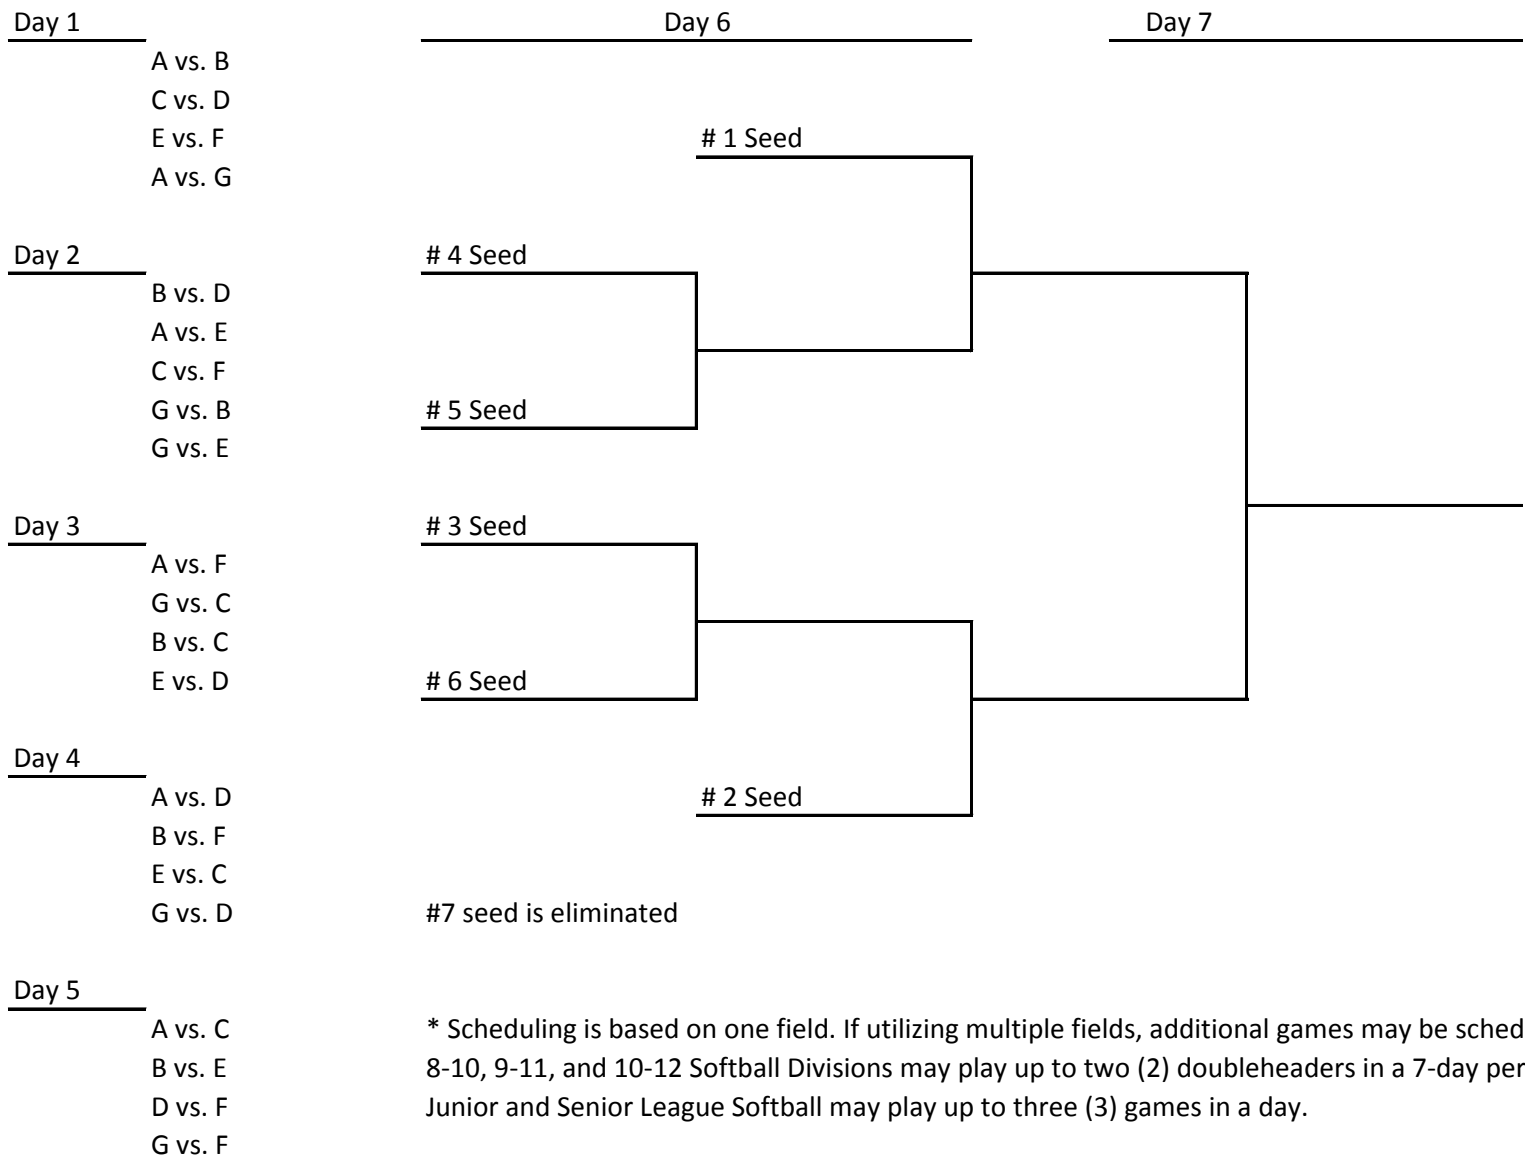 Day 1
A vs. B
C vs. D
E vs. F
A vs. G
Day 2
B vs. D
A vs. E
C vs. F
G vs. B
G vs. E
Day 3
A vs. F
G vs. C
B vs. C
E vs. D
Day 4
A vs. D
B vs. F
E vs. C
G vs. D
Day 5
A vs. C
B vs. E
D vs. F
G vs. F
Day 6
# 1 Seed
# 4 Seed
# 5 Seed
# 3 Seed
# 6 Seed
# 2 Seed
#7 seed is eliminated
Day 7
* Scheduling is based on one field. If utilizing multiple fields, additional games may be sched
8-10, 9-11, and 10-12 Softball Divisions may play up to two (2) doubleheaders in a 7-day per
Junior and Senior League Softball may play up to three (3) games in a day.